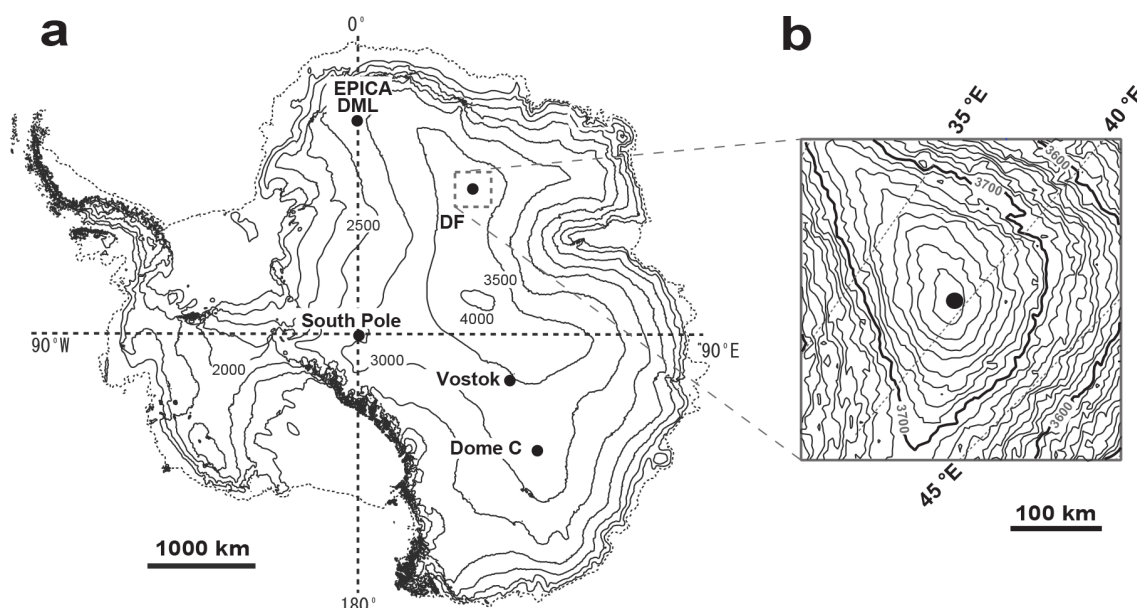 a
0°
EPICA
DML
2500
DF
3500
South Pole
4000
90°W
90°E
3000
2000
Vostok
Dome C
1000 km
180°
b
35 °E
40 °E
3600
3700
3700
3600
45 °E
100 km